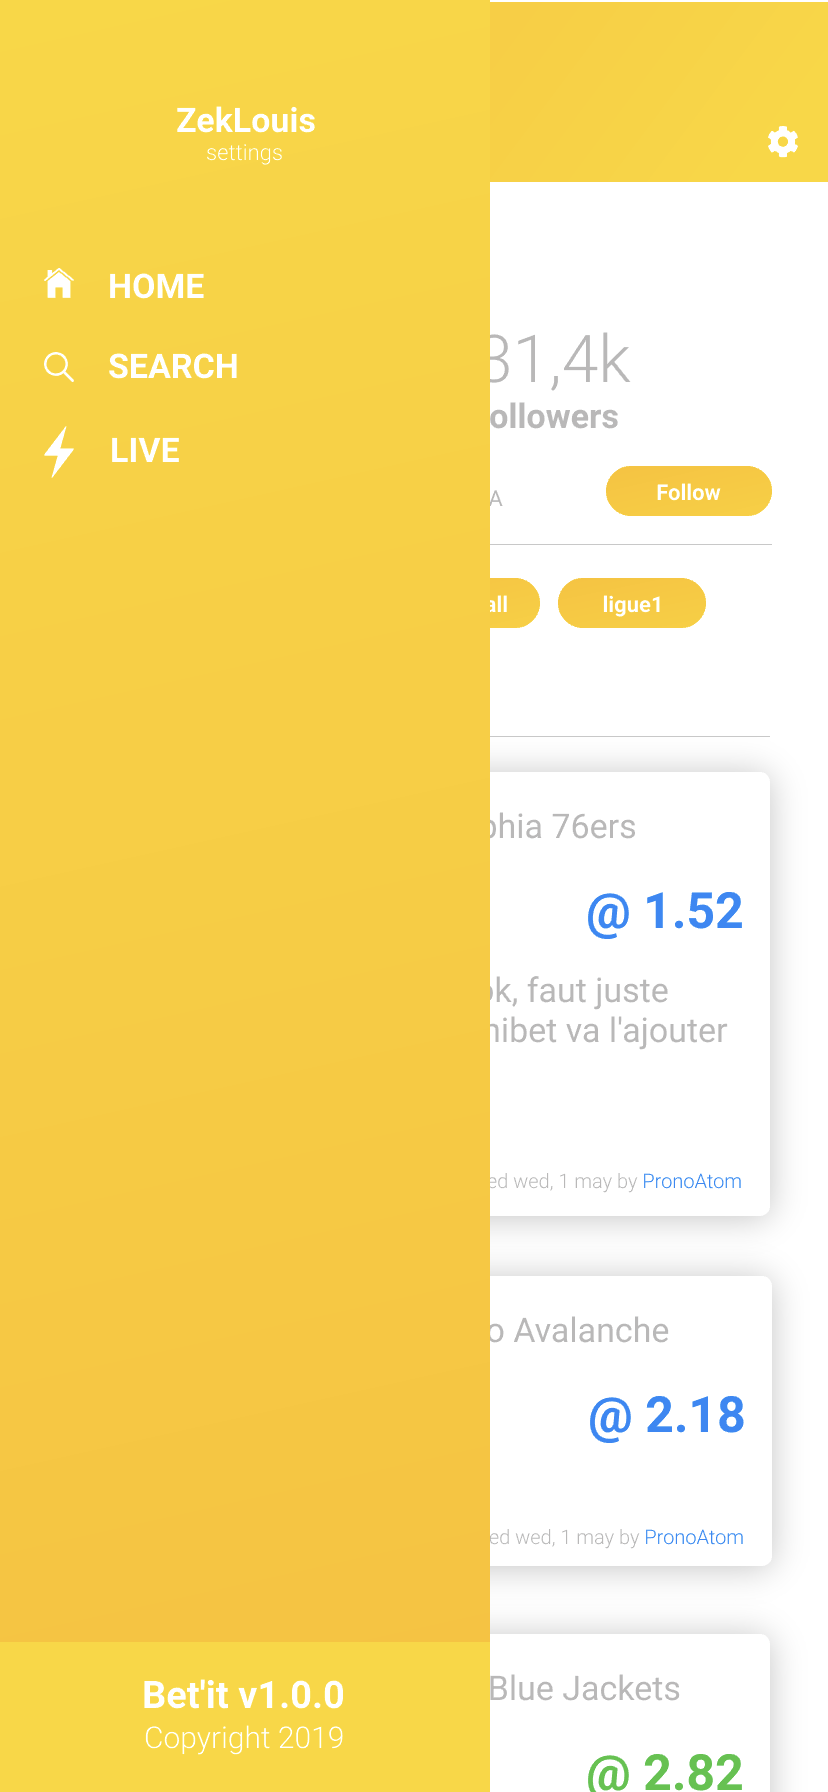 ZekLouis
settings
HOME
SEARCH
LIVE
Bet'it v1.0.0
Copyright 2019
31,4k
ollowers
A
Follow
all
ligue1
phia 76ers
@ 1.52
ok, faut juste
nibet va l'ajouter
ed wed, 1 may by PronoAtom
o Avalanche
@ 2.18
ed wed, 1 may by PronoAtom
Blue Jackets
@ 2.82